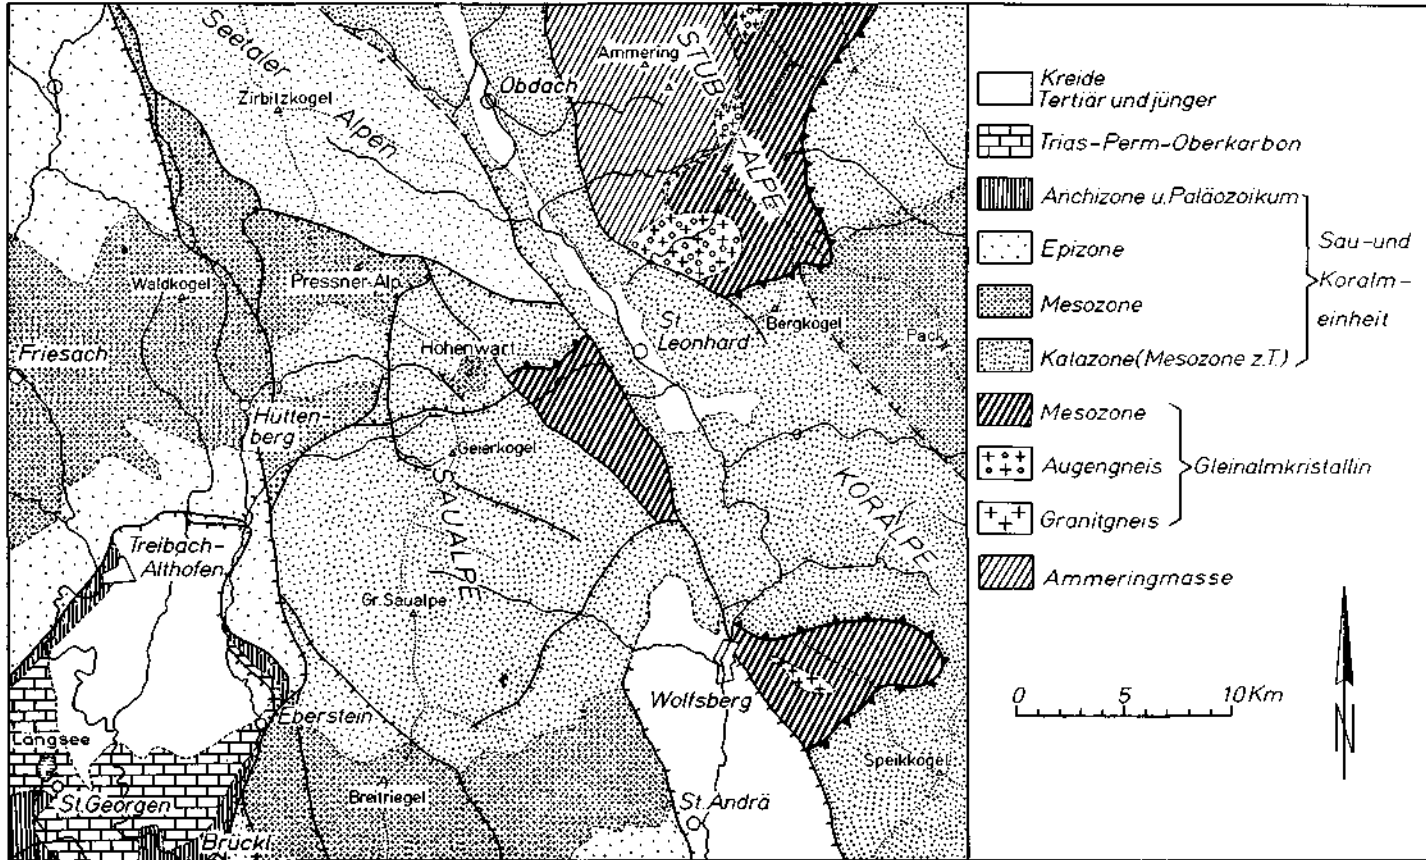 Seetaler
Alpen
Zirbitzkogel
Obdach
Ammering
STUB
-ALPE
Waldkogel
Pressner-Alp.
Friesach
Hohenwart
St.
Leonhard
Bergkogel
Pack
Hütten-
berg
Geierkogel
SAUALPE
KORALPE
Treibach-
Althofen
Gr. Saualpe
Wolfsberg
Eberstein
Längsee
St. Georgen
Brückl
Breitriegel
St. Andrä
Speikkogel
Kreide
Tertiär und jünger
Trias-Perm-Oberkarbon
Anchizone u. Paläozoikum
Epizone
Mesozone
Katazone (Mesozone z.T.)
Sau- und
Koralm-
einheit
Mesozone
Augengneis
Granitgneis
Gleinalmkristallin
Ammeringmasse
0 5 10 Km
N